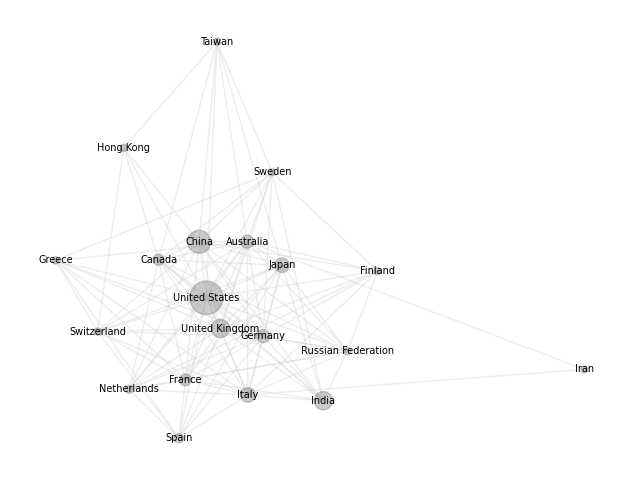 Taiwan
Hong Kong
Sweden
China
Australia
Greece
Canada
Japan
Finland
United States
Switzerland
United Kingdom
Germany
Russian Federation
Iran
France
Netherlands
Italy
India
Spain